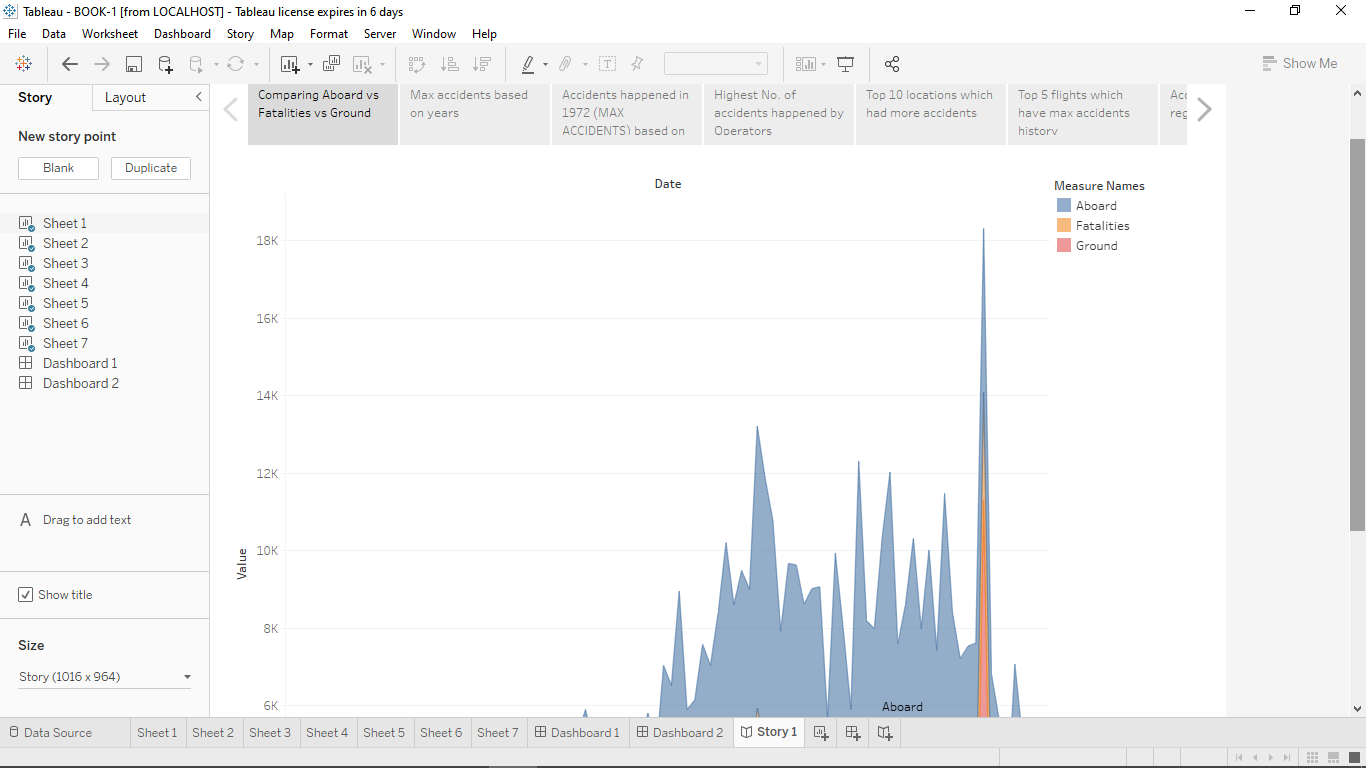 Tableau - BOOK-1 [from LOCALHOST] - Tableau license expires in 6 days
File Data Worksheet Dashboard Story Map Format Server Window Help
Show Me
Story Layout
New story point
Blank Duplicate
Sheet 1
Sheet 2
Sheet 3
Sheet 4
Sheet 5
Sheet 6
Sheet 7
Dashboard 1
Dashboard 2
A Drag to add text
Show title
Size
Story (1016 x 964)
Comparing Aboard vs
Fatalities vs Ground
Max accidents based
on years
Accidents happened in
1972 (MAX
ACCIDENTS) based on
Highest No. of
accidents happened by
Operators
Top 10 locations which
had more accidents
Top 5 flights which
have max accidents
history
Date
Measure Names
Aboard
Fatalities
Ground
18K
16K
14K
12K
10K
8K
6K
Value
Aboard
Data Source Sheet 1 Sheet 2 Sheet 3 Sheet 4 Sheet 5 Sheet 6 Sheet 7 Dashboard 1 Dashboard 2 Story 1